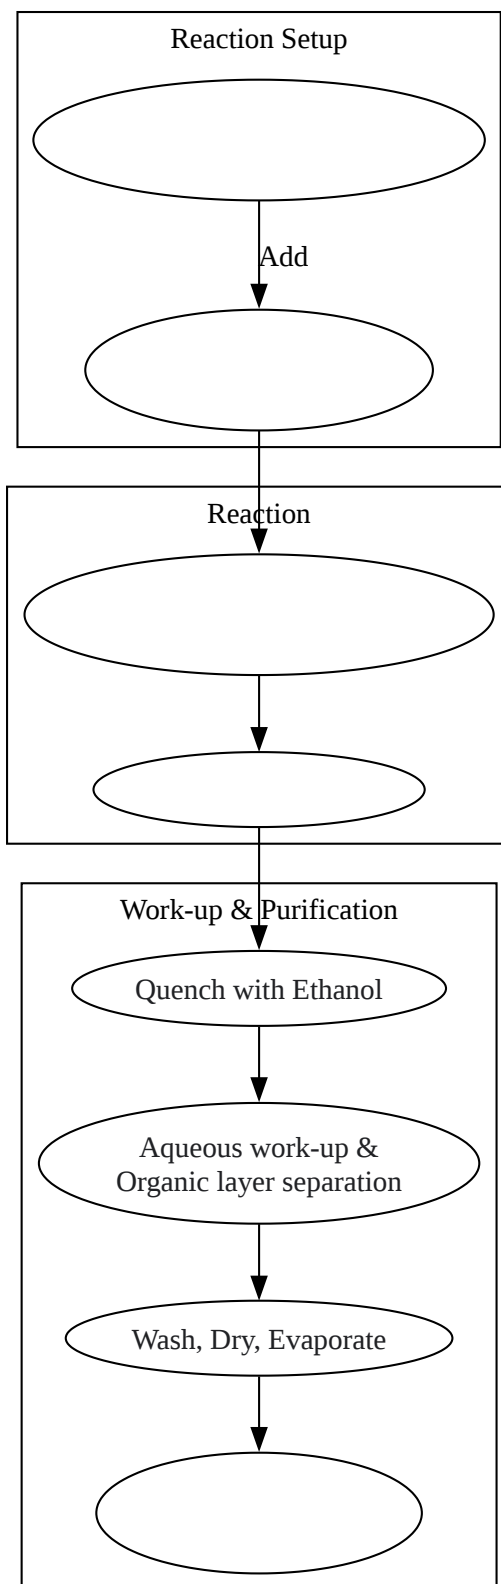 Reaction Setup
Add
Reaction
Work-up & Purification
Quench with Ethanol
Aqueous work-up &
Organic layer separation
Wash, Dry, Evaporate